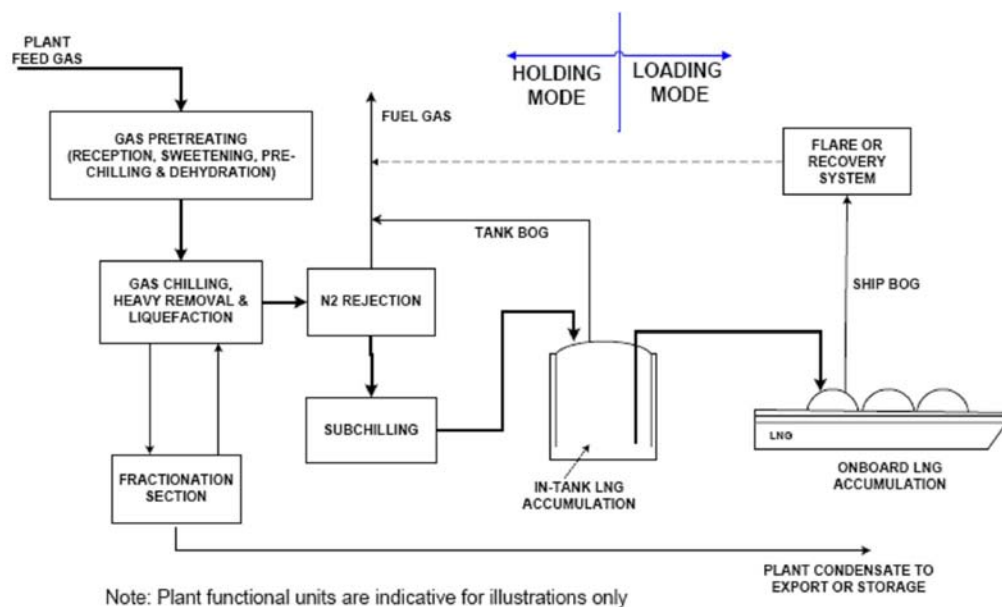 PLANT
FEED GAS
HOLDING
MODE
LOADING
MODE
FUEL GAS
GAS PRETREATING
(RECEPTION, SWEETENING, PRE-
CHILLING & DEHYDRATION)
FLARE OR
RECOVERY
SYSTEM
TANK BOG
GAS CHILLING,
HEAVY REMOVAL &
LIQUEFACTION
N2 REJECTION
SHIP BOG
SUBCHILLING
LNG
FRACTIONATION
SECTION
IN-TANK LNG
ACCUMULATION
ONBOARD LNG
ACCUMULATION
PLANT CONDENSATE TO
EXPORT OR STORAGE
Note: Plant functional units are indicative for illustrations only